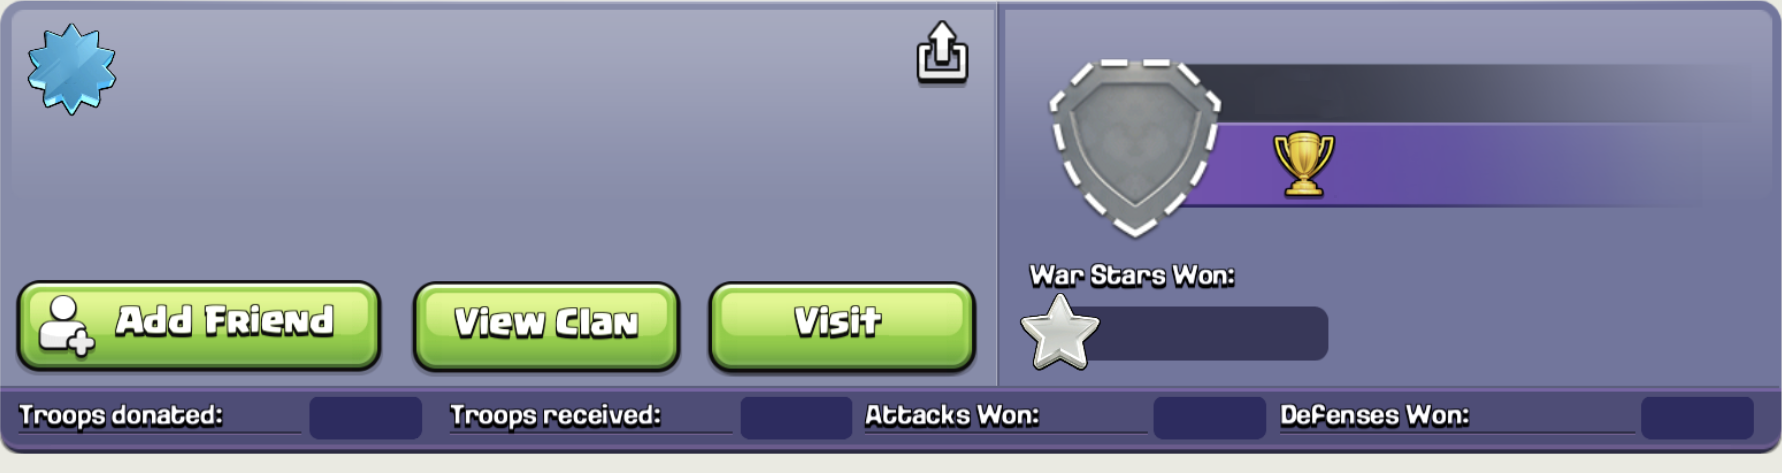 War Stars Won:
Add Friend
View Clan
Visit
Troops donated:
Troops received:
Attacks Won:
Defenses Won: